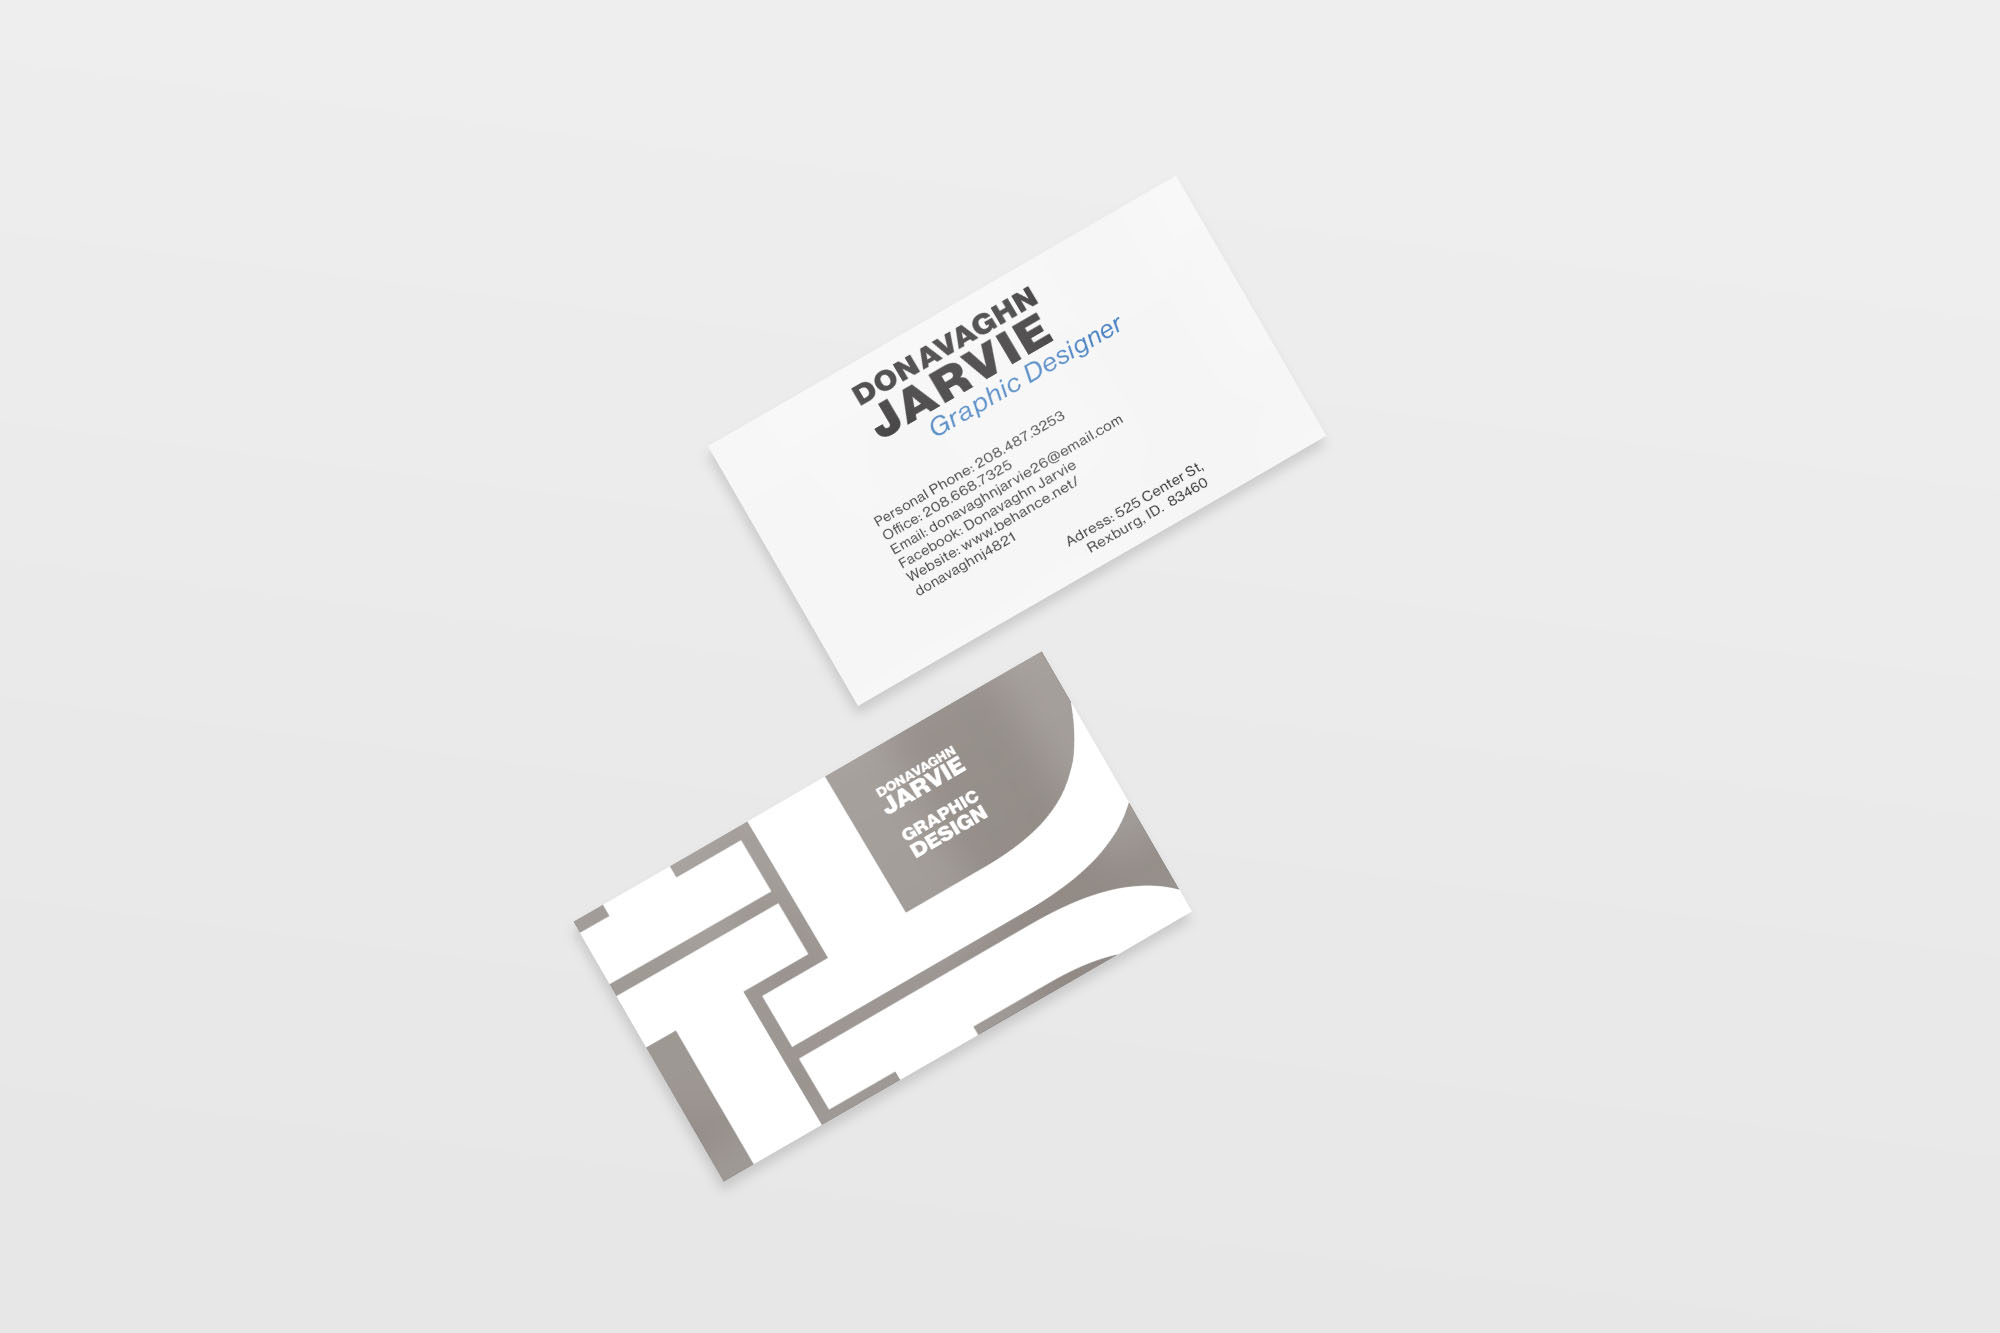 DONAVAGHN
JARVIE
Graphic Designer
Personal Phone: 208.487.3253
Office: 208.668.7325
Email: donavaghnjarvie26@email.com
Facebook: Donavaghn Jarvie
Website: www.behance.net/
donavaghnj4821
Adress: 525 Center St,
Rexburg, ID. 83460
DONAVAGHN
JARVIE
GRAPHIC
DESIGN